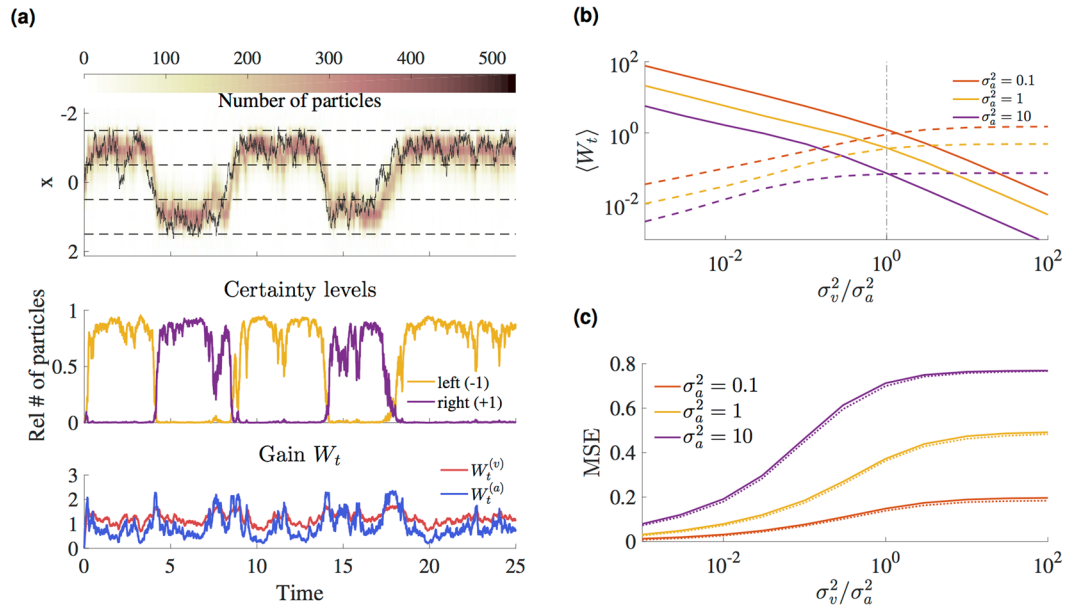 (a)
0 100 200 300 400 500
Number of particles
-2
0
2
x
Certainty levels
1
0.5
0
Rel # of particles
left (-1)
right (+1)
Gain W_t
3
2
1
0
W_t^{(v)}
W_t^{(a)}
0 5 10 15 20 25
Time
(b)
10^2
10^0
10^{-2}
⟨W_t⟩
σ_a^2 = 0.1
σ_a^2 = 1
σ_a^2 = 10
10^{-2} 10^0 10^2
σ_v^2/σ_a^2
(c)
0.8
0.6
0.4
0.2
0
MSE
σ_a^2 = 0.1
σ_a^2 = 1
σ_a^2 = 10
10^{-2} 10^0 10^2
σ_v^2/σ_a^2